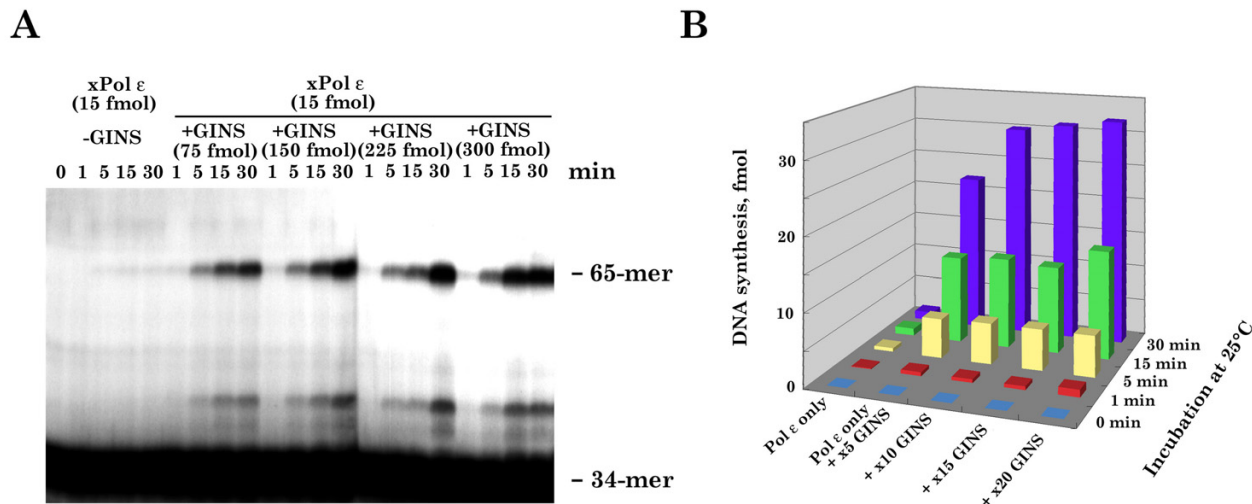 A
xPol ε
(15 fmol)
-GINS
xPol ε
(15 fmol)
+GINS
(75 fmol)
+GINS
(150 fmol)
+GINS
(225 fmol)
+GINS
(300 fmol)
0 1 5 15 30 1 5 15 30 1 5 15 30 1 5 15 30 1 5 15 30 min
– 65-mer
– 34-mer
B
DNA synthesis, fmol
30
20
10
0
Pol ε only
Pol ε only
+ x5 GINS
+ x10 GINS
+ x15 GINS
+ x20 GINS
30 min
15 min
5 min
1 min
0 min
Incubation at 25°C